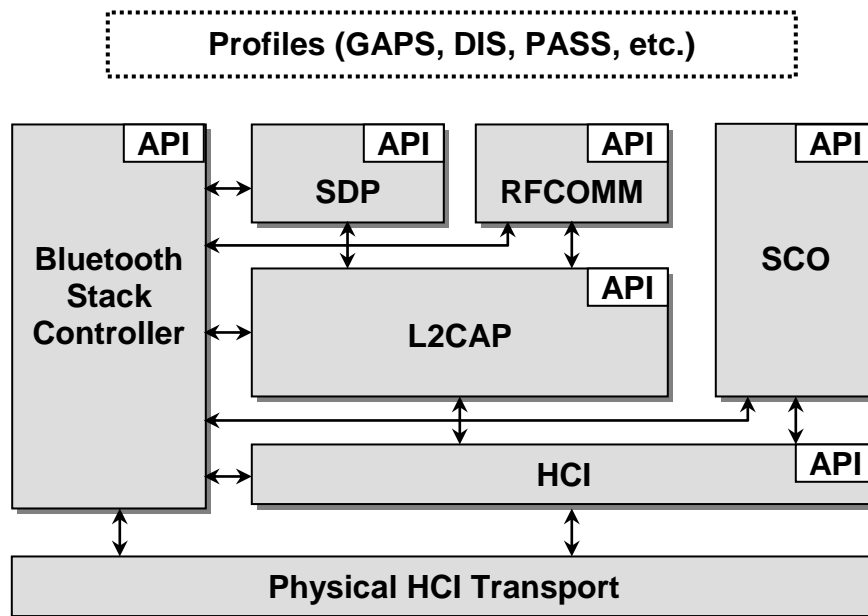 Profiles (GAPS, DIS, PASS, etc.)
API
API
API
API
SDP
RFCOMM
Bluetooth
Stack
Controller
SCO
API
L2CAP
API
HCI
Physical HCI Transport